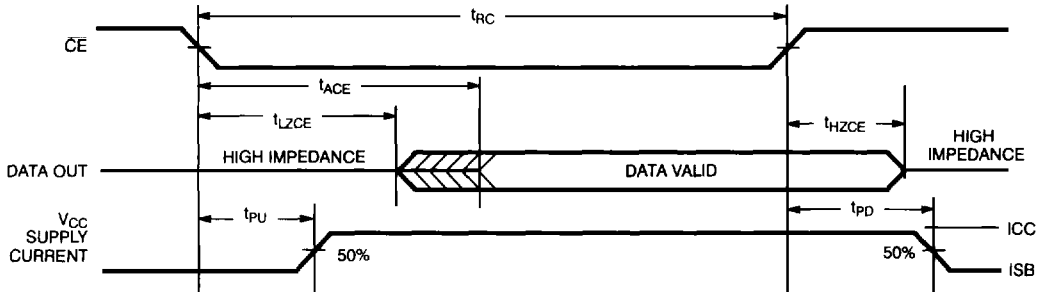 tRC
CE
tACE
tLZCE
tHZCE
HIGH IMPEDANCE
HIGH
IMPEDANCE
DATA OUT
DATA VALID
tPU
tPD
VCC
SUPPLY
CURRENT
50%
50%
ICC
ISB